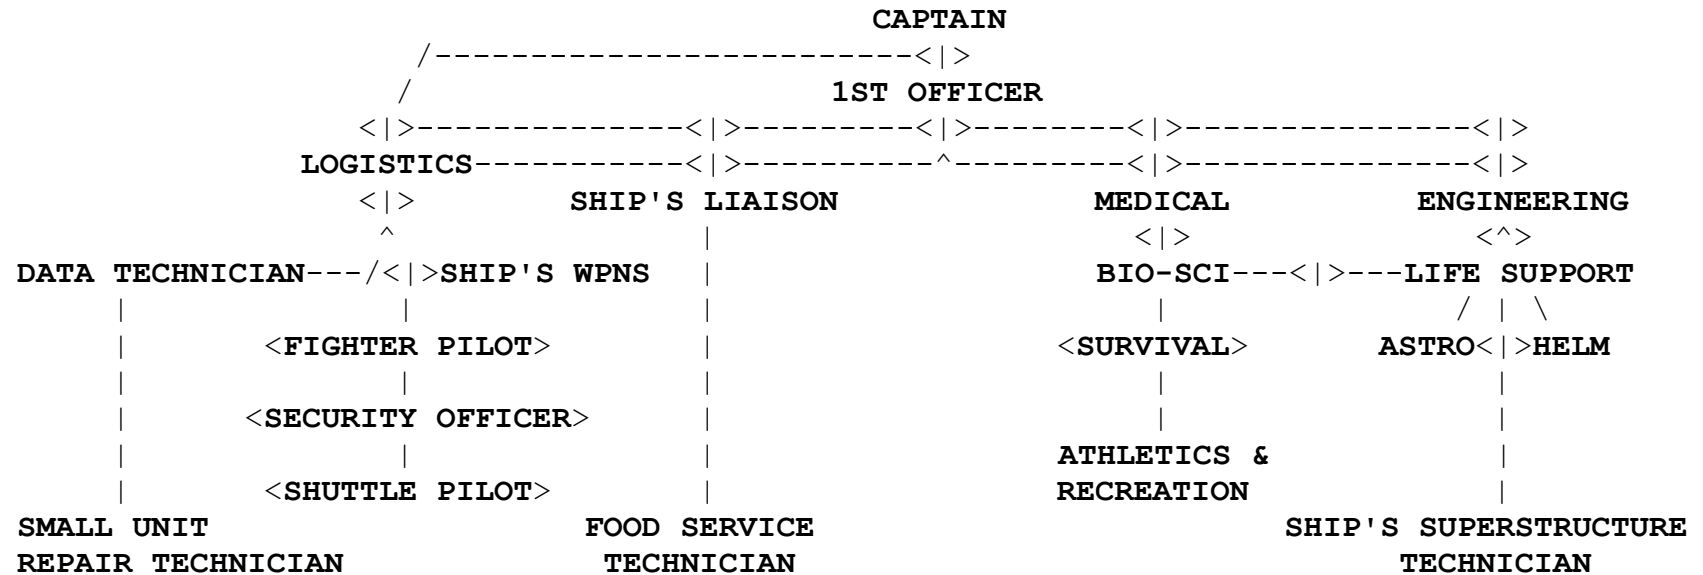 CAPTAIN
/-------------------------<|>
/ 1ST OFFICER
<|>--------------<|>---------<|>--------<|>---------------<|>
LOGISTICS-----------<|>----------^---------<|>---------------<|>
<|> SHIP'S LIAISON MEDICAL ENGINEERING
^ | <|> <^>
DATA TECHNICIAN---/<|>SHIP'S WPNS | BIO-SCI---<|>---LIFE SUPPORT
| | | | / | \
| <FIGHTER PILOT> | <SURVIVAL> ASTRO<|>HELM
| | | | |
| <SECURITY OFFICER> | | |
| | | ATHLETICS & |
| <SHUTTLE PILOT> | RECREATION |
SMALL UNIT FOOD SERVICE SHIP'S SUPERSTRUCTURE
REPAIR TECHNICIAN TECHNICIAN TECHNICIAN